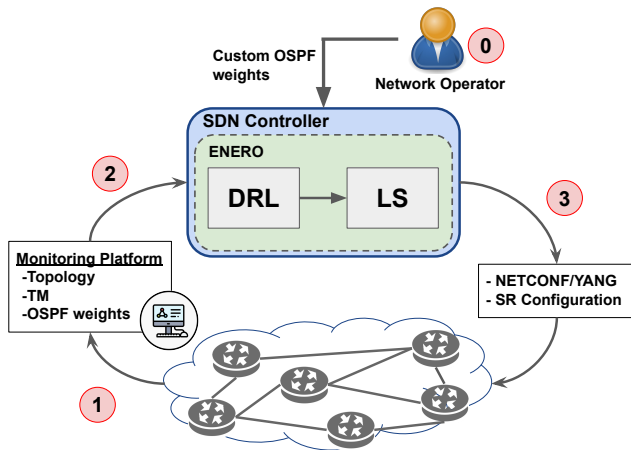 0
Custom OSPF
weights
Network Operator
SDN Controller
ENERO
DRL
LS
2
3
Monitoring Platform
-Topology
-TM
-OSPF weights
- NETCONF/YANG
- SR Configuration
1